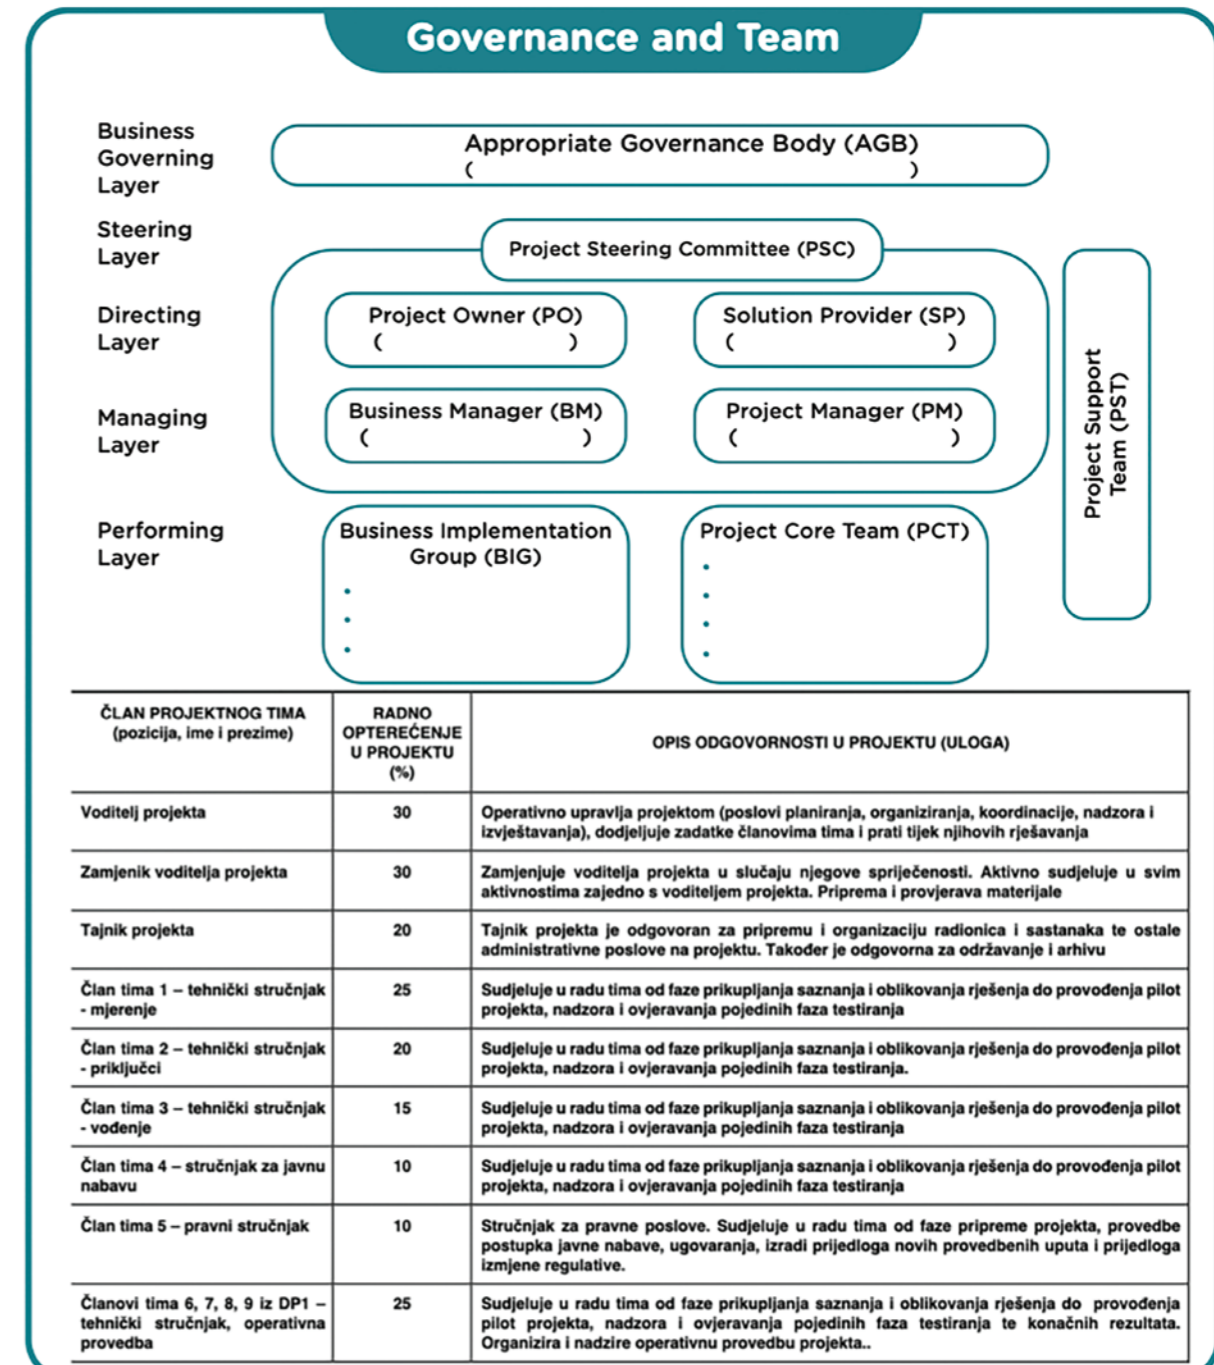 Governance and Team
Business
Governing
Layer
Appropriate Governance Body (AGB)
( )
Steering
Layer
Project Steering Committee (PSC)
Directing
Layer
Project Owner (PO)
( )
Solution Provider (SP)
( )
Managing
Layer
Business Manager (BM)
( )
Project Manager (PM)
( )
Project Support
Team (PST)
Performing
Layer
Business Implementation
Group (BIG)
•
•
•
Project Core Team (PCT)
•
•
•
•
ČLAN PROJEKTNOG TIMA
(pozicija, ime i prezime)
RADNO
OPTEREĆENJE
U PROJEKTU
(%)
OPIS ODGOVORNOSTI U PROJEKTU (ULOGA)
Voditelj projekta
30
Operativno upravlja projektom (poslovi planiranja, organiziranja, koordinacije, nadzora i
izvještavanja), dodjeljuje zadatke članovima tima i prati tijek njihovih rješavanja
Zamjenik voditelja projekta
30
Zamjenjuje voditelja projekta u slučaju njegove spriječenosti. Aktivno sudjeluje u svim
aktivnostima zajedno s voditeljem projekta. Priprema i provjerava materijale
Tajnik projekta
20
Tajnik projekta je odgovoran za pripremu i organizaciju radionica i sastanaka te ostale
administrativne poslove na projektu. Također je odgovorna za održavanje i arhivu
Član tima 1 – tehnički stručnjak
- mjerenje
25
Sudjeluje u radu tima od faze prikupljanja saznanja i oblikovanja rješenja do provođenja pilot
projekta, nadzora i ovjeravanja pojedinih faza testiranja
Član tima 2 – tehnički stručnjak
- priključci
20
Sudjeluje u radu tima od faze prikupljanja saznanja i oblikovanja rješenja do provođenja pilot
projekta, nadzora i ovjeravanja pojedinih faza testiranja.
Član tima 3 – tehnički stručnjak
- vođenje
15
Sudjeluje u radu tima od faze prikupljanja saznanja i oblikovanja rješenja do provođenja pilot
projekta, nadzora i ovjeravanja pojedinih faza testiranja
Član tima 4 – stručnjak za javnu
nabavu
10
Sudjeluje u radu tima od faze prikupljanja saznanja i oblikovanja rješenja do provođenja pilot
projekta, nadzora i ovjeravanja pojedinih faza testiranja
Član tima 5 – pravni stručnjak
10
Stručnjak za pravne poslove. Sudjeluje u radu tima od faze pripreme projekta, provedbe
postupka javne nabave, ugovaranja, izradi prijedloga novih provedbenih uputa i prijedloga
izmjene regulative.
Članovi tima 6, 7, 8, 9 iz DP1 –
tehnički stručnjak, operativna
provedba
25
Sudjeluje u radu tima od faze prikupljanja saznanja i oblikovanja rješenja do provođenja
pilot projekta, nadzora i ovjeravanja pojedinih faza testiranja te konačnih rezultata.
Organizira i nadzire operativnu provedbu projekta..